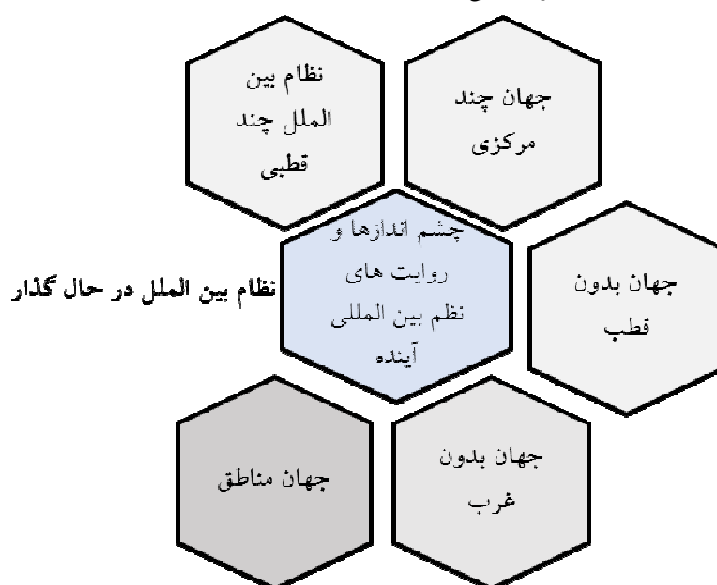 نظام بین
الملل چند
قطبی
جهان چند
مرکزی
چشم اندازها و
روایت های
نظم بین المللی
آینده
جهان بدون
قطب
نظام بین الملل در حال گذار
جهان بدون
غرب
جهان مناطق